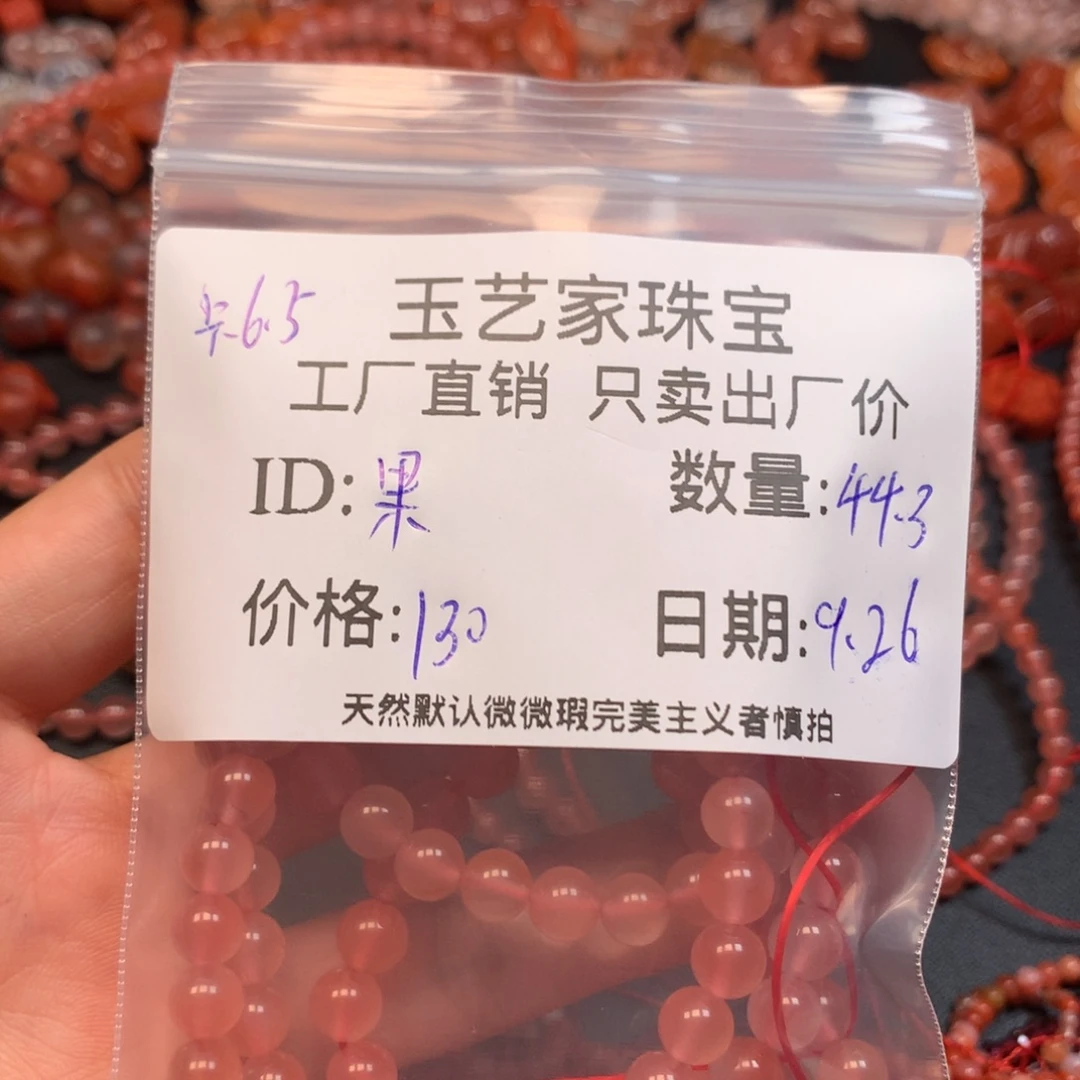 6.5
玉艺家珠宝
工厂直销 只卖出厂价
ID:果 数量:44.3
价格:130 日期:9.26
天然默认微微瑕完美主义者慎拍